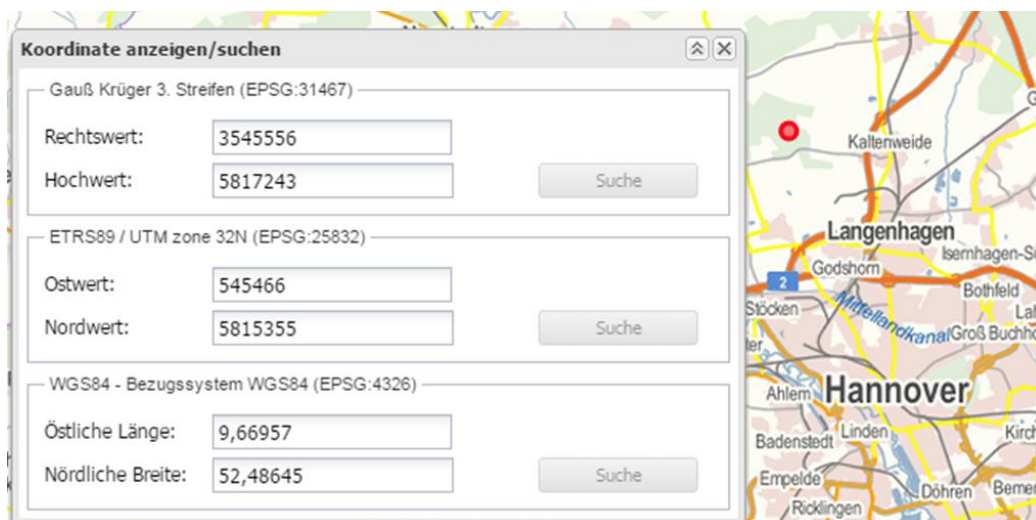 Koordinate anzeigen/suchen
Gauß Krüger 3. Streifen (EPSG:31467)
Rechtswert: 3545556
Hochwert: 5817243 Suche
ETRS89 / UTM zone 32N (EPSG:25832)
Ostwert: 545466
Nordwert: 5815355 Suche
WGS84 - Bezugssystem WGS84 (EPSG:4326)
Östliche Länge: 9,66957
Nördliche Breite: 52,48645 Suche
Kaltenweide
Langenhagen
Isernhagen-S
Godshorn
2
Bothfeld
Stöcken
Mittellandkanal
Groß Buchho
Hannover
Ahlem
Linden
Kirch
Badenstedt
Empelde
Döhren
Bemer
Ricklingen